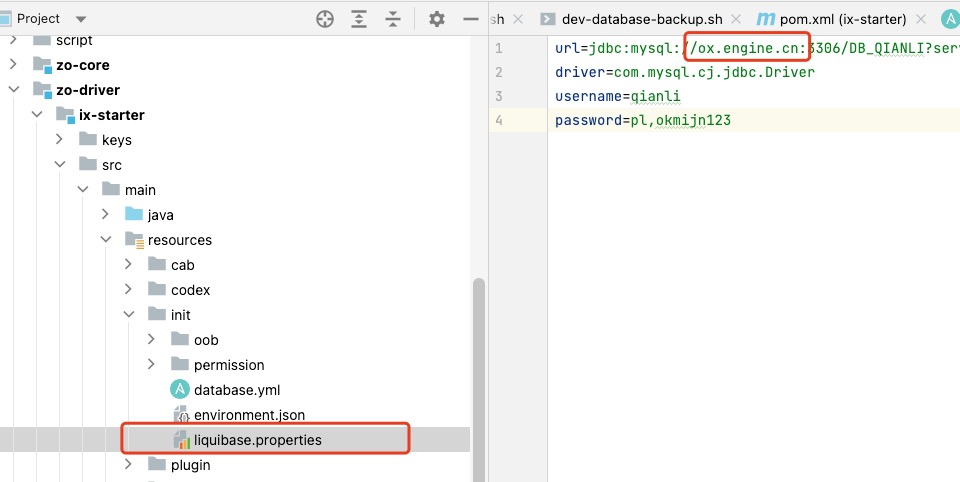 Project
script
zo-core
zo-driver
ix-starter
keys
src
main
java
resources
cab
codex
init
oob
permission
database.yml
environment.json
liquibase.properties
plugin
sh
dev-database-backup.sh
pom.xml (ix-starter)
1 url=jdbc:mysql://ox.engine.cn:3306/DB_QIANLI?serv
2 driver=com.mysql.cj.jdbc.Driver
3 username=qianli
4 password=pl,okmijn123